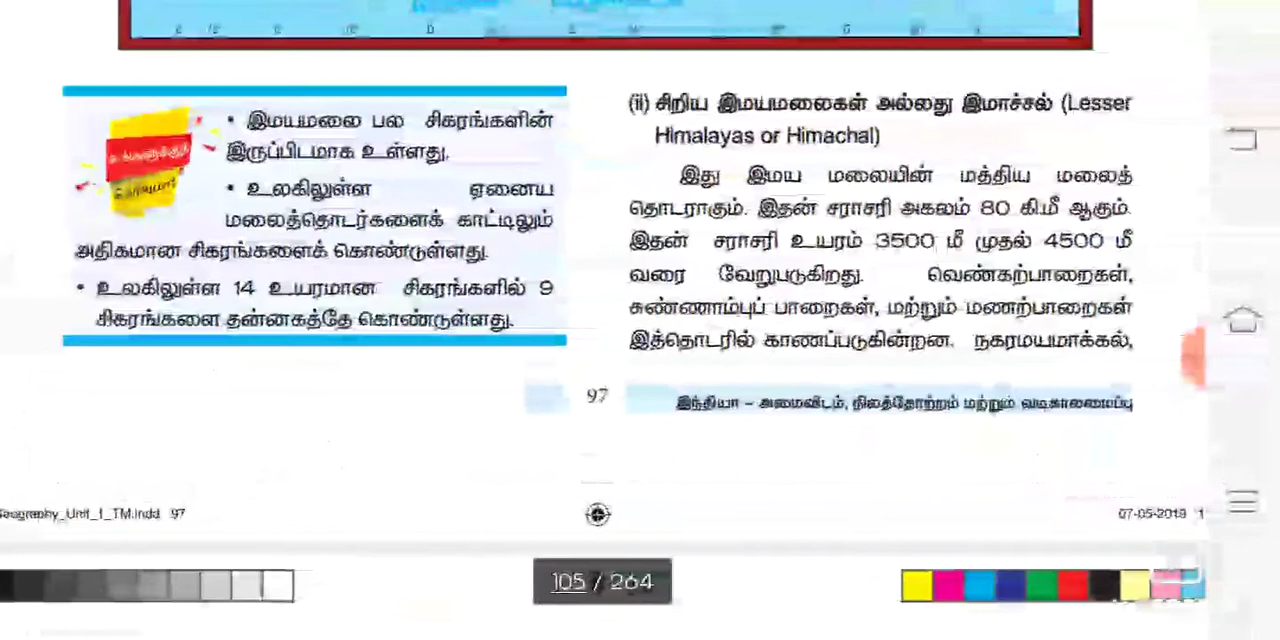 உங்களுக்குத்
தெரியுமா?
• இமயமலை பல சிகரங்களின்
இருப்பிடமாக உள்ளது.
• உலகிலுள்ள ஏனைய
மலைத்தொடர்களைக் காட்டிலும்
அதிகமான சிகரங்களைக் கொண்டுள்ளது.
• உலகிலுள்ள 14 உயரமான சிகரங்களில் 9
சிகரங்களை தன்னகத்தே கொண்டுள்ளது.
(ii) சிறிய இமயமலைகள் அல்லது இமாச்சல் (Lesser
Himalayas or Himachal)
இது இமய மலையின் மத்திய மலைத்
தொடராகும். இதன் சராசரி அகலம் 80 கி.மீ ஆகும்.
இதன் சராசரி உயரம் 3500 மீ முதல் 4500 மீ
வரை வேறுபடுகிறது. வெண்கற்பாறைகள்,
சுண்ணாம்புப் பாறைகள், மற்றும் மணற்பாறைகள்
இத்தொடரில் காணப்படுகின்றன. நகரமயமாக்கல்,
97
இந்தியா – அமைவிடம், நிலத்தோற்றம் மற்றும் வடிகாலமைப்பு
Geography_Unit_1_TM.indd 97
07-05-2019 1
105 / 264